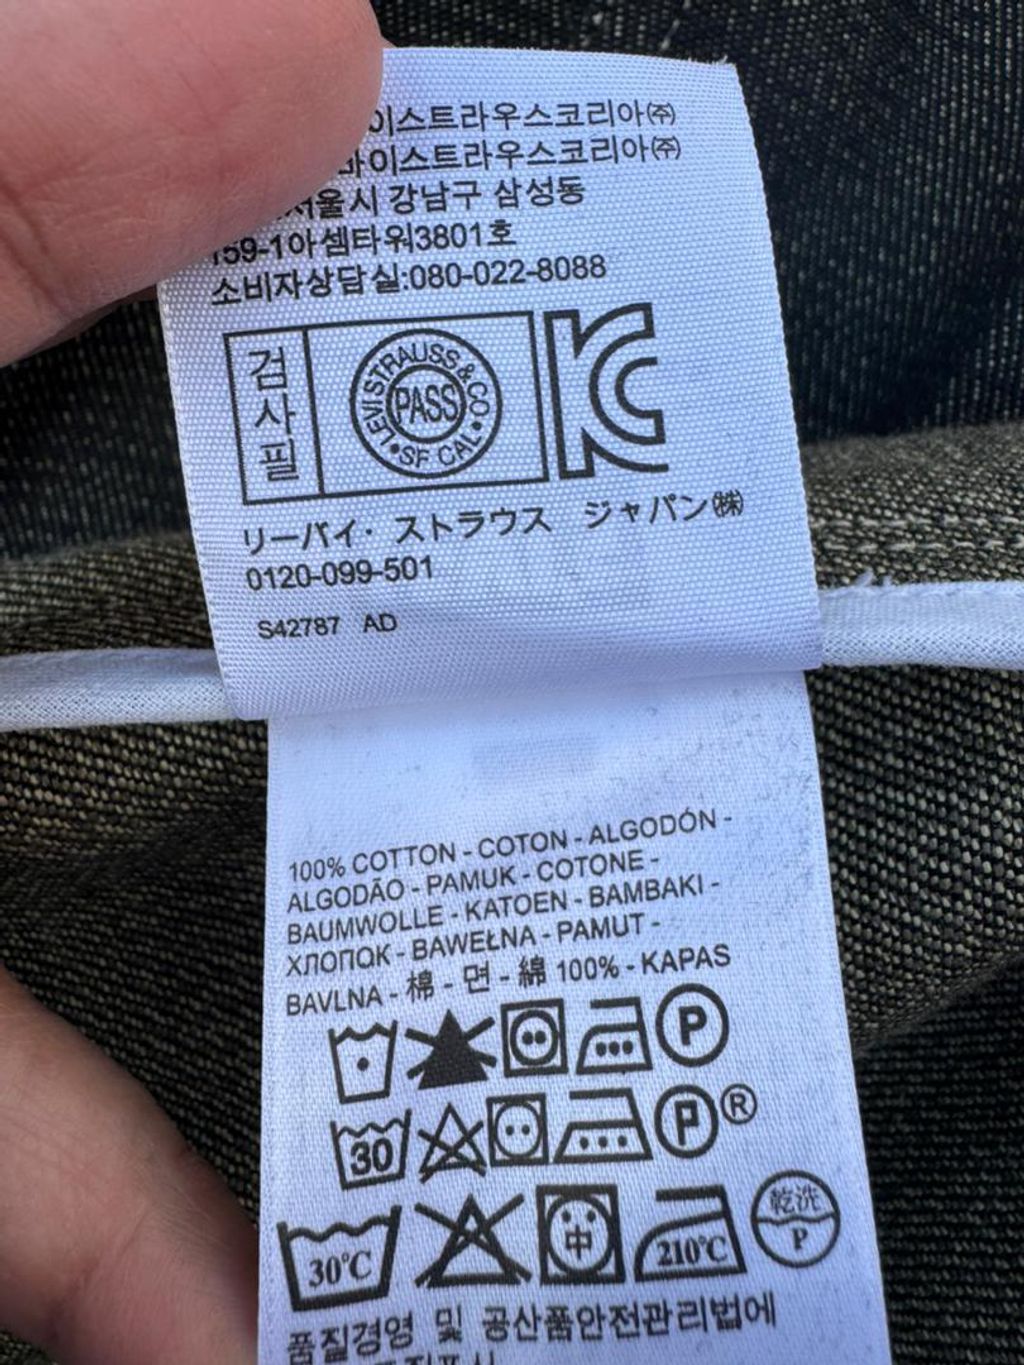 이스트라우스코리아㈜
바이스트라우스코리아㈜
서울시 강남구 삼성동
159-1아셈타워3801호
소비자상담실:080-022-8088
검사필
LEVI STRAUSS & CO
PASS
SF CAL
リーバイ・ストラウス ジャパン㈱
0120-099-501
S42787 AD
100% COTTON - COTON - ALGODÓN -
ALGODÃO - PAMUK - COTONE -
BAUMWOLLE - KATOEN - BAMBAKI -
ХЛОПОК - BAWEŁNA - PAMUT -
BAVLNA - 棉 - 면 - 綿 100% - KAPAS
P
30 P®
30℃ 中 210℃ 乾洗 P
품질경영 및 공산품안전관리법에